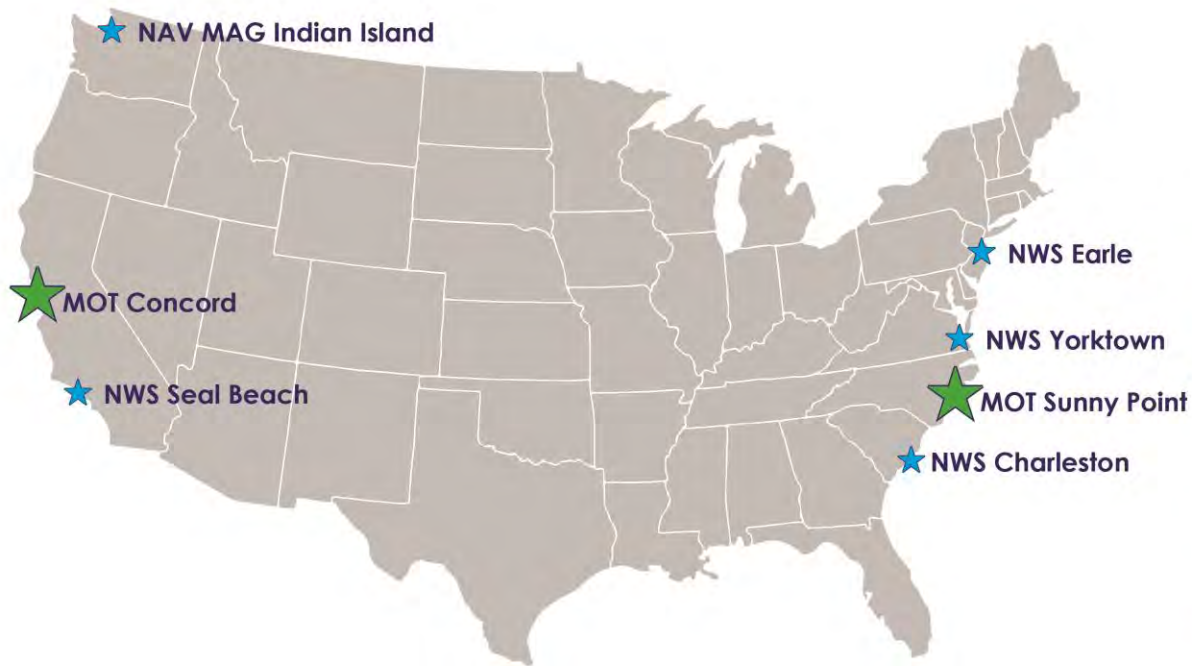 NAV MAG Indian Island
NWS Earle
MOT Concord
NWS Yorktown
NWS Seal Beach
MOT Sunny Point
NWS Charleston